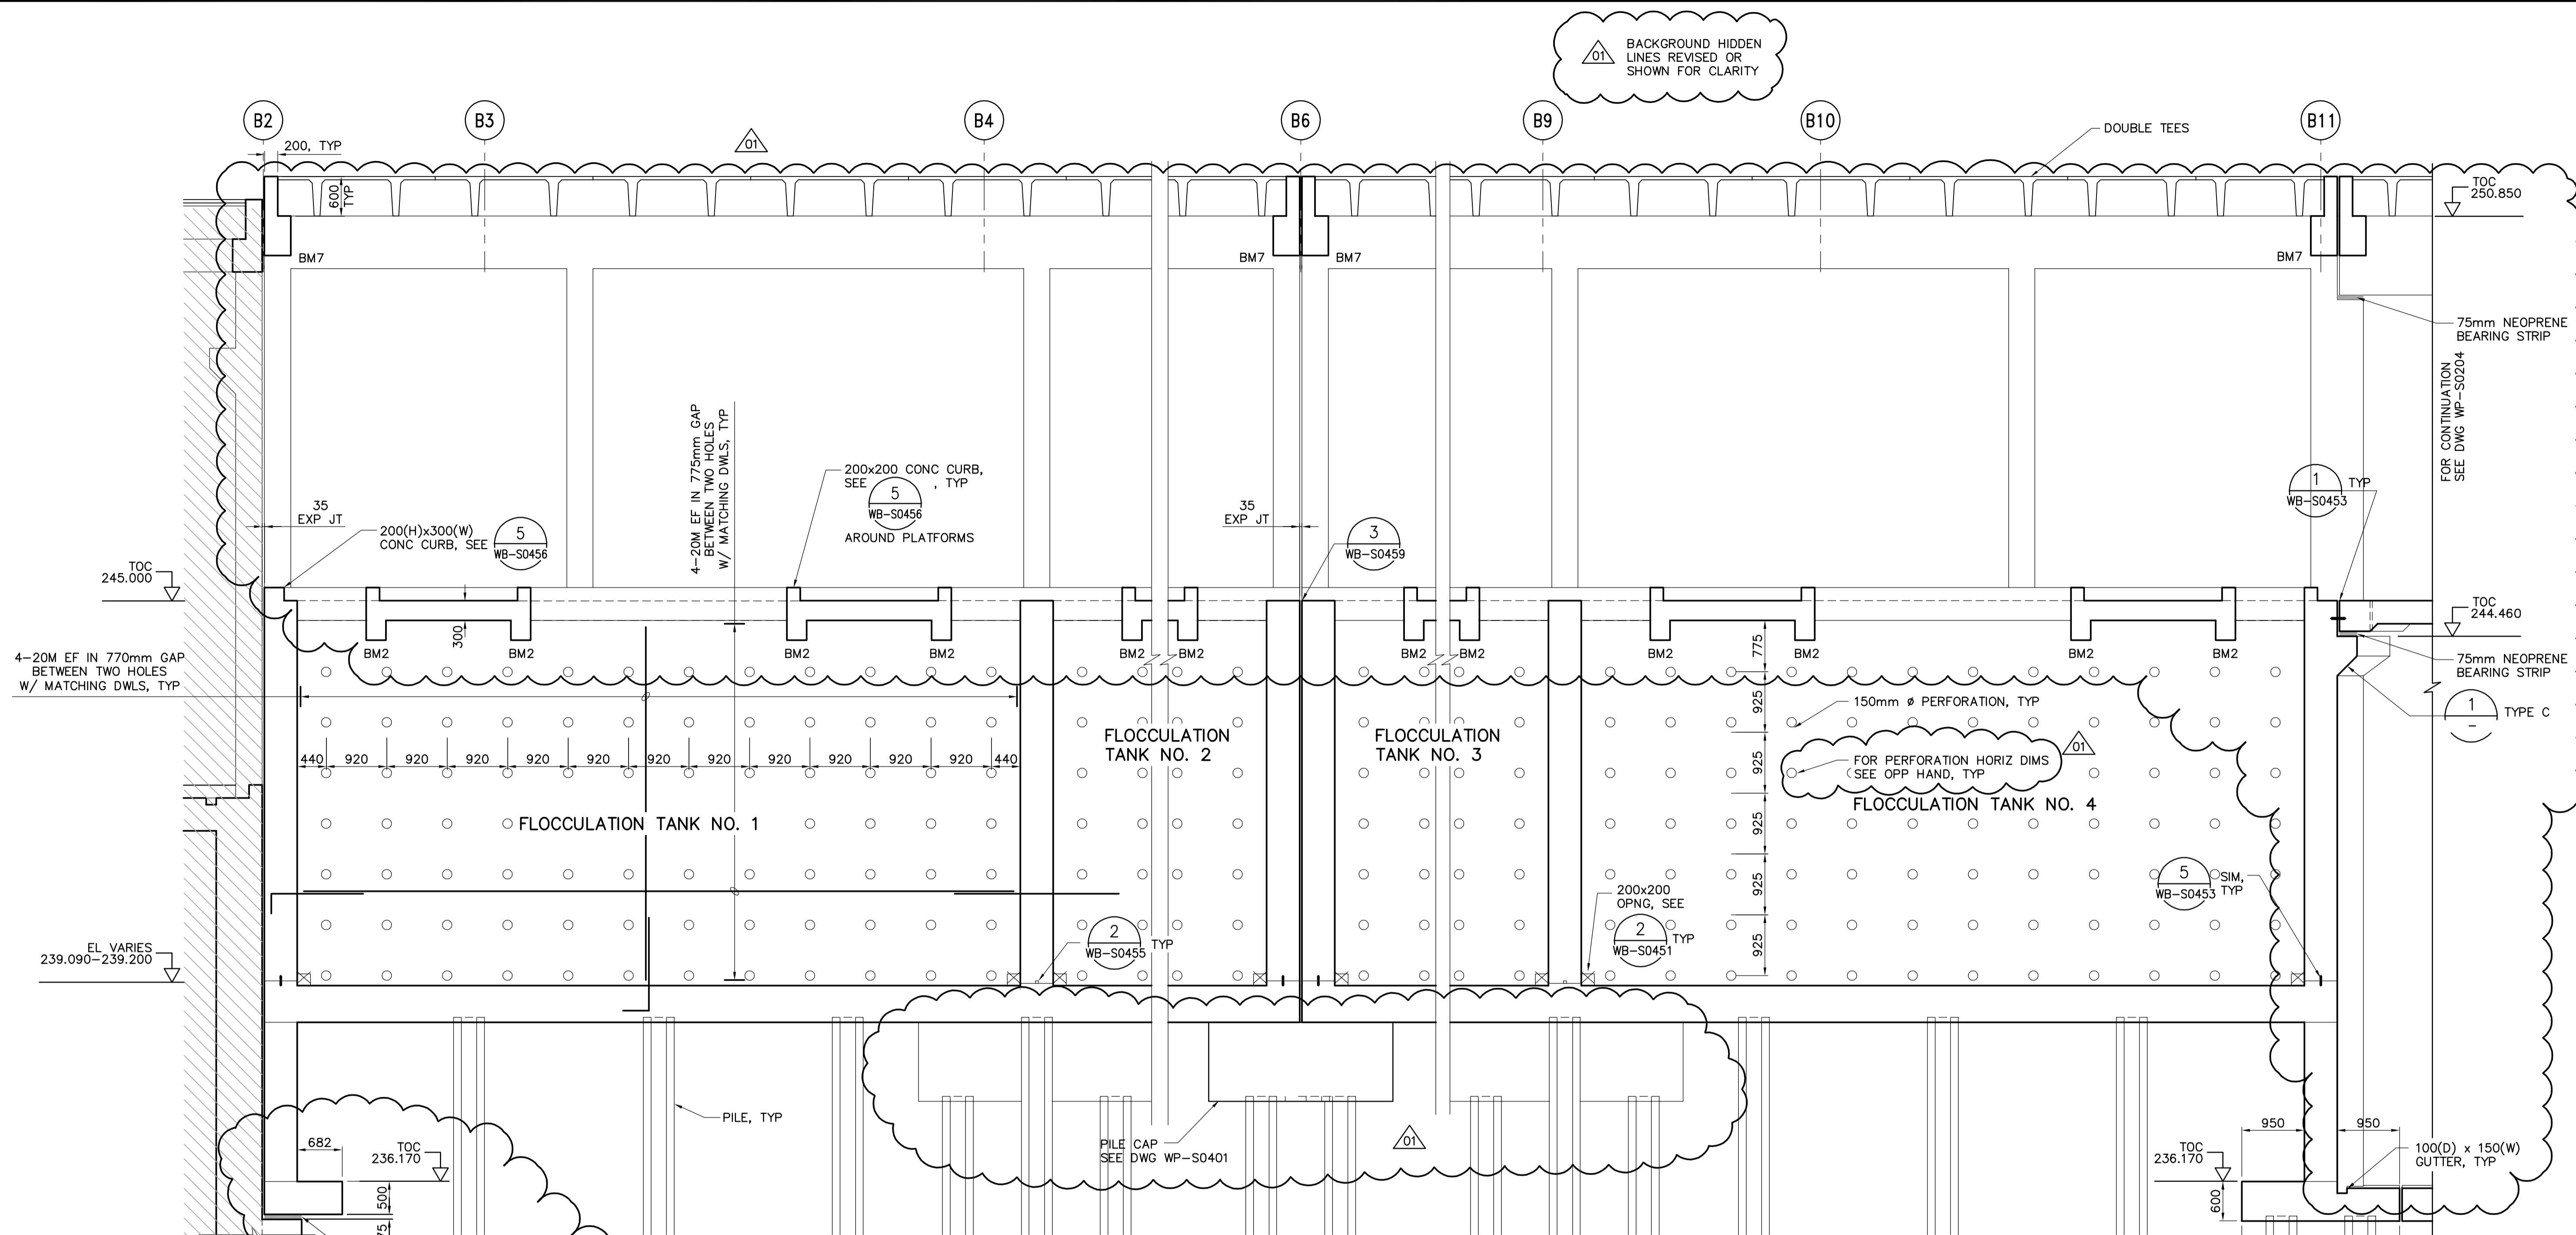 01
BACKGROUND HIDDEN
LINES REVISED OR
SHOWN FOR CLARITY
B2
B3
B4
B6
B9
B10
B11
200, TYP
01
DOUBLE TEES
600
TYP
TOC
250.850
BM7
BM7
BM7
BM7
75mm NEOPRENE
BEARING STRIP
FOR CONTINUATION
SEE DWG WP-S0204
4-20M EF IN 775mm GAP
BETWEEN TWO HOLES
W/ MATCHING DWLS, TYP
200x200 CONC CURB,
SEE 5 , TYP
WB-S0456
AROUND PLATFORMS
1
WB-S0453
TYP
35
EXP JT
200(H)x300(W)
CONC CURB, SEE
5
WB-S0456
35
EXP JT
3
WB-S0459
TOC
245.000
TOC
244.460
300
BM2
BM2
BM2
BM2
BM2
BM2
BM2
BM2
BM2
BM2
BM2
BM2
775
4-20M EF IN 770mm GAP
BETWEEN TWO HOLES
W/ MATCHING DWLS, TYP
75mm NEOPRENE
BEARING STRIP
1
-
TYPE C
925
150mm ø PERFORATION, TYP
FLOCCULATION
TANK NO. 2
FLOCCULATION
TANK NO. 3
01
440
920
920
920
920
920
920
920
920
920
920
920
440
925
FOR PERFORATION HORIZ DIMS
SEE OPP HAND, TYP
FLOCCULATION TANK NO. 4
FLOCCULATION TANK NO. 1
925
925
925
5
WB-S0453
SIM,
TYP
200x200
OPNG, SEE
2
WB-S0451
TYP
2
WB-S0455
TYP
EL VARIES
239.090-239.200
PILE, TYP
PILE CAP
SEE DWG WP-S0401
01
682
TOC
236.170
500
75
950
950
TOC
236.170
600
100(D) x 150(W)
GUTTER, TYP